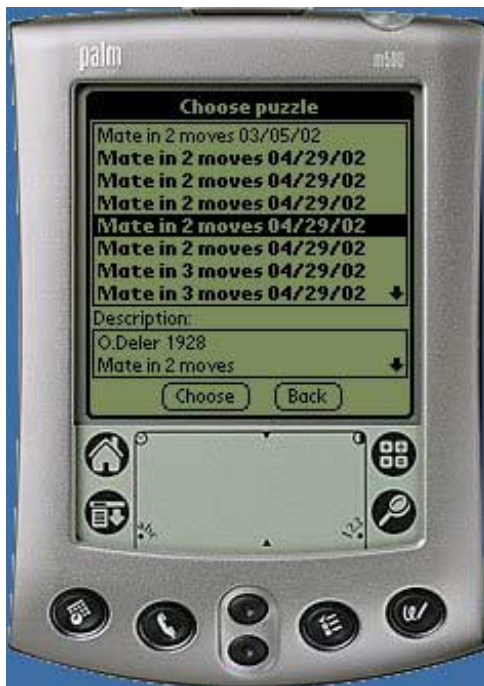 palm
m500
Choose puzzle
Mate in 2 moves 03/05/02
Mate in 2 moves 04/29/02
Mate in 2 moves 04/29/02
Mate in 2 moves 04/29/02
Mate in 2 moves 04/29/02
Mate in 2 moves 04/29/02
Mate in 3 moves 04/29/02
Mate in 3 moves 04/29/02
Description:
O.Deler 1928
Mate in 2 moves
Choose
Back
abc
123